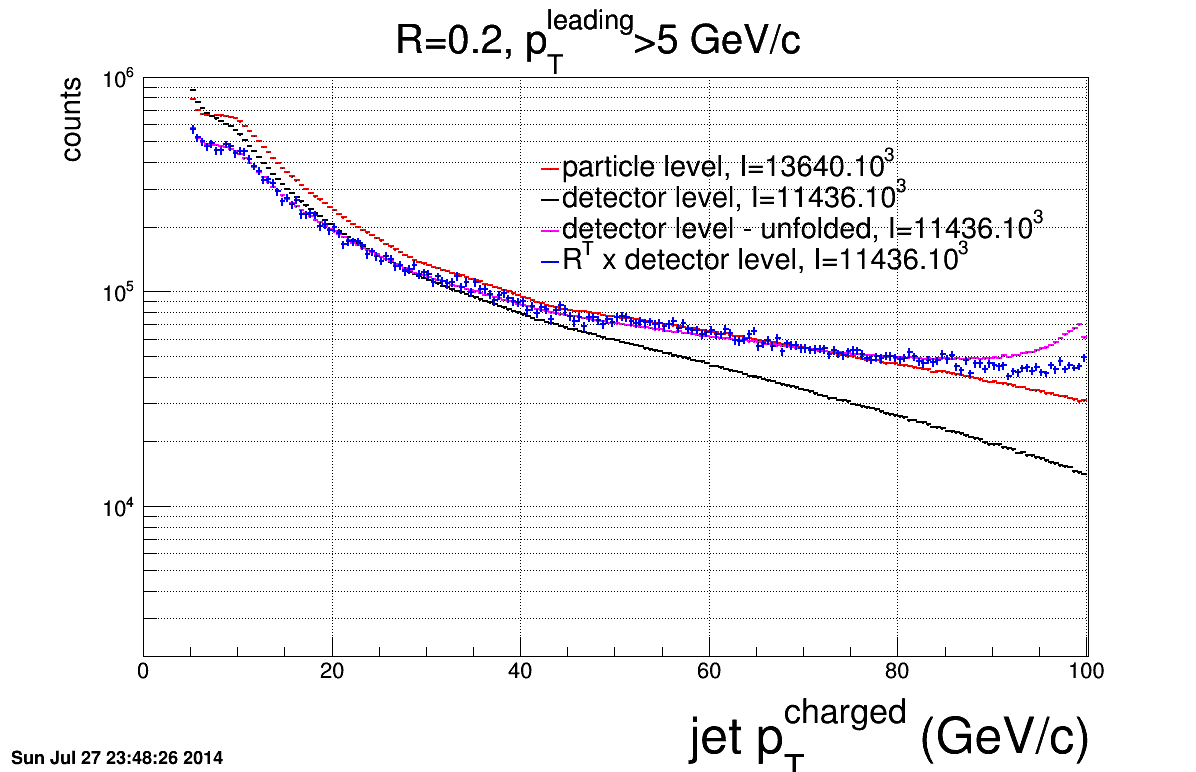 R=0.2, p_T^leading>5 GeV/c
counts
10^6
10^5
10^4
particle level, I=13640.10^3
detector level, I=11436.10^3
detector level - unfolded, I=11436.10^3
R^T x detector level, I=11436.10^3
0 20 40 60 80 100
jet p_T^charged (GeV/c)
Sun Jul 27 23:48:26 2014